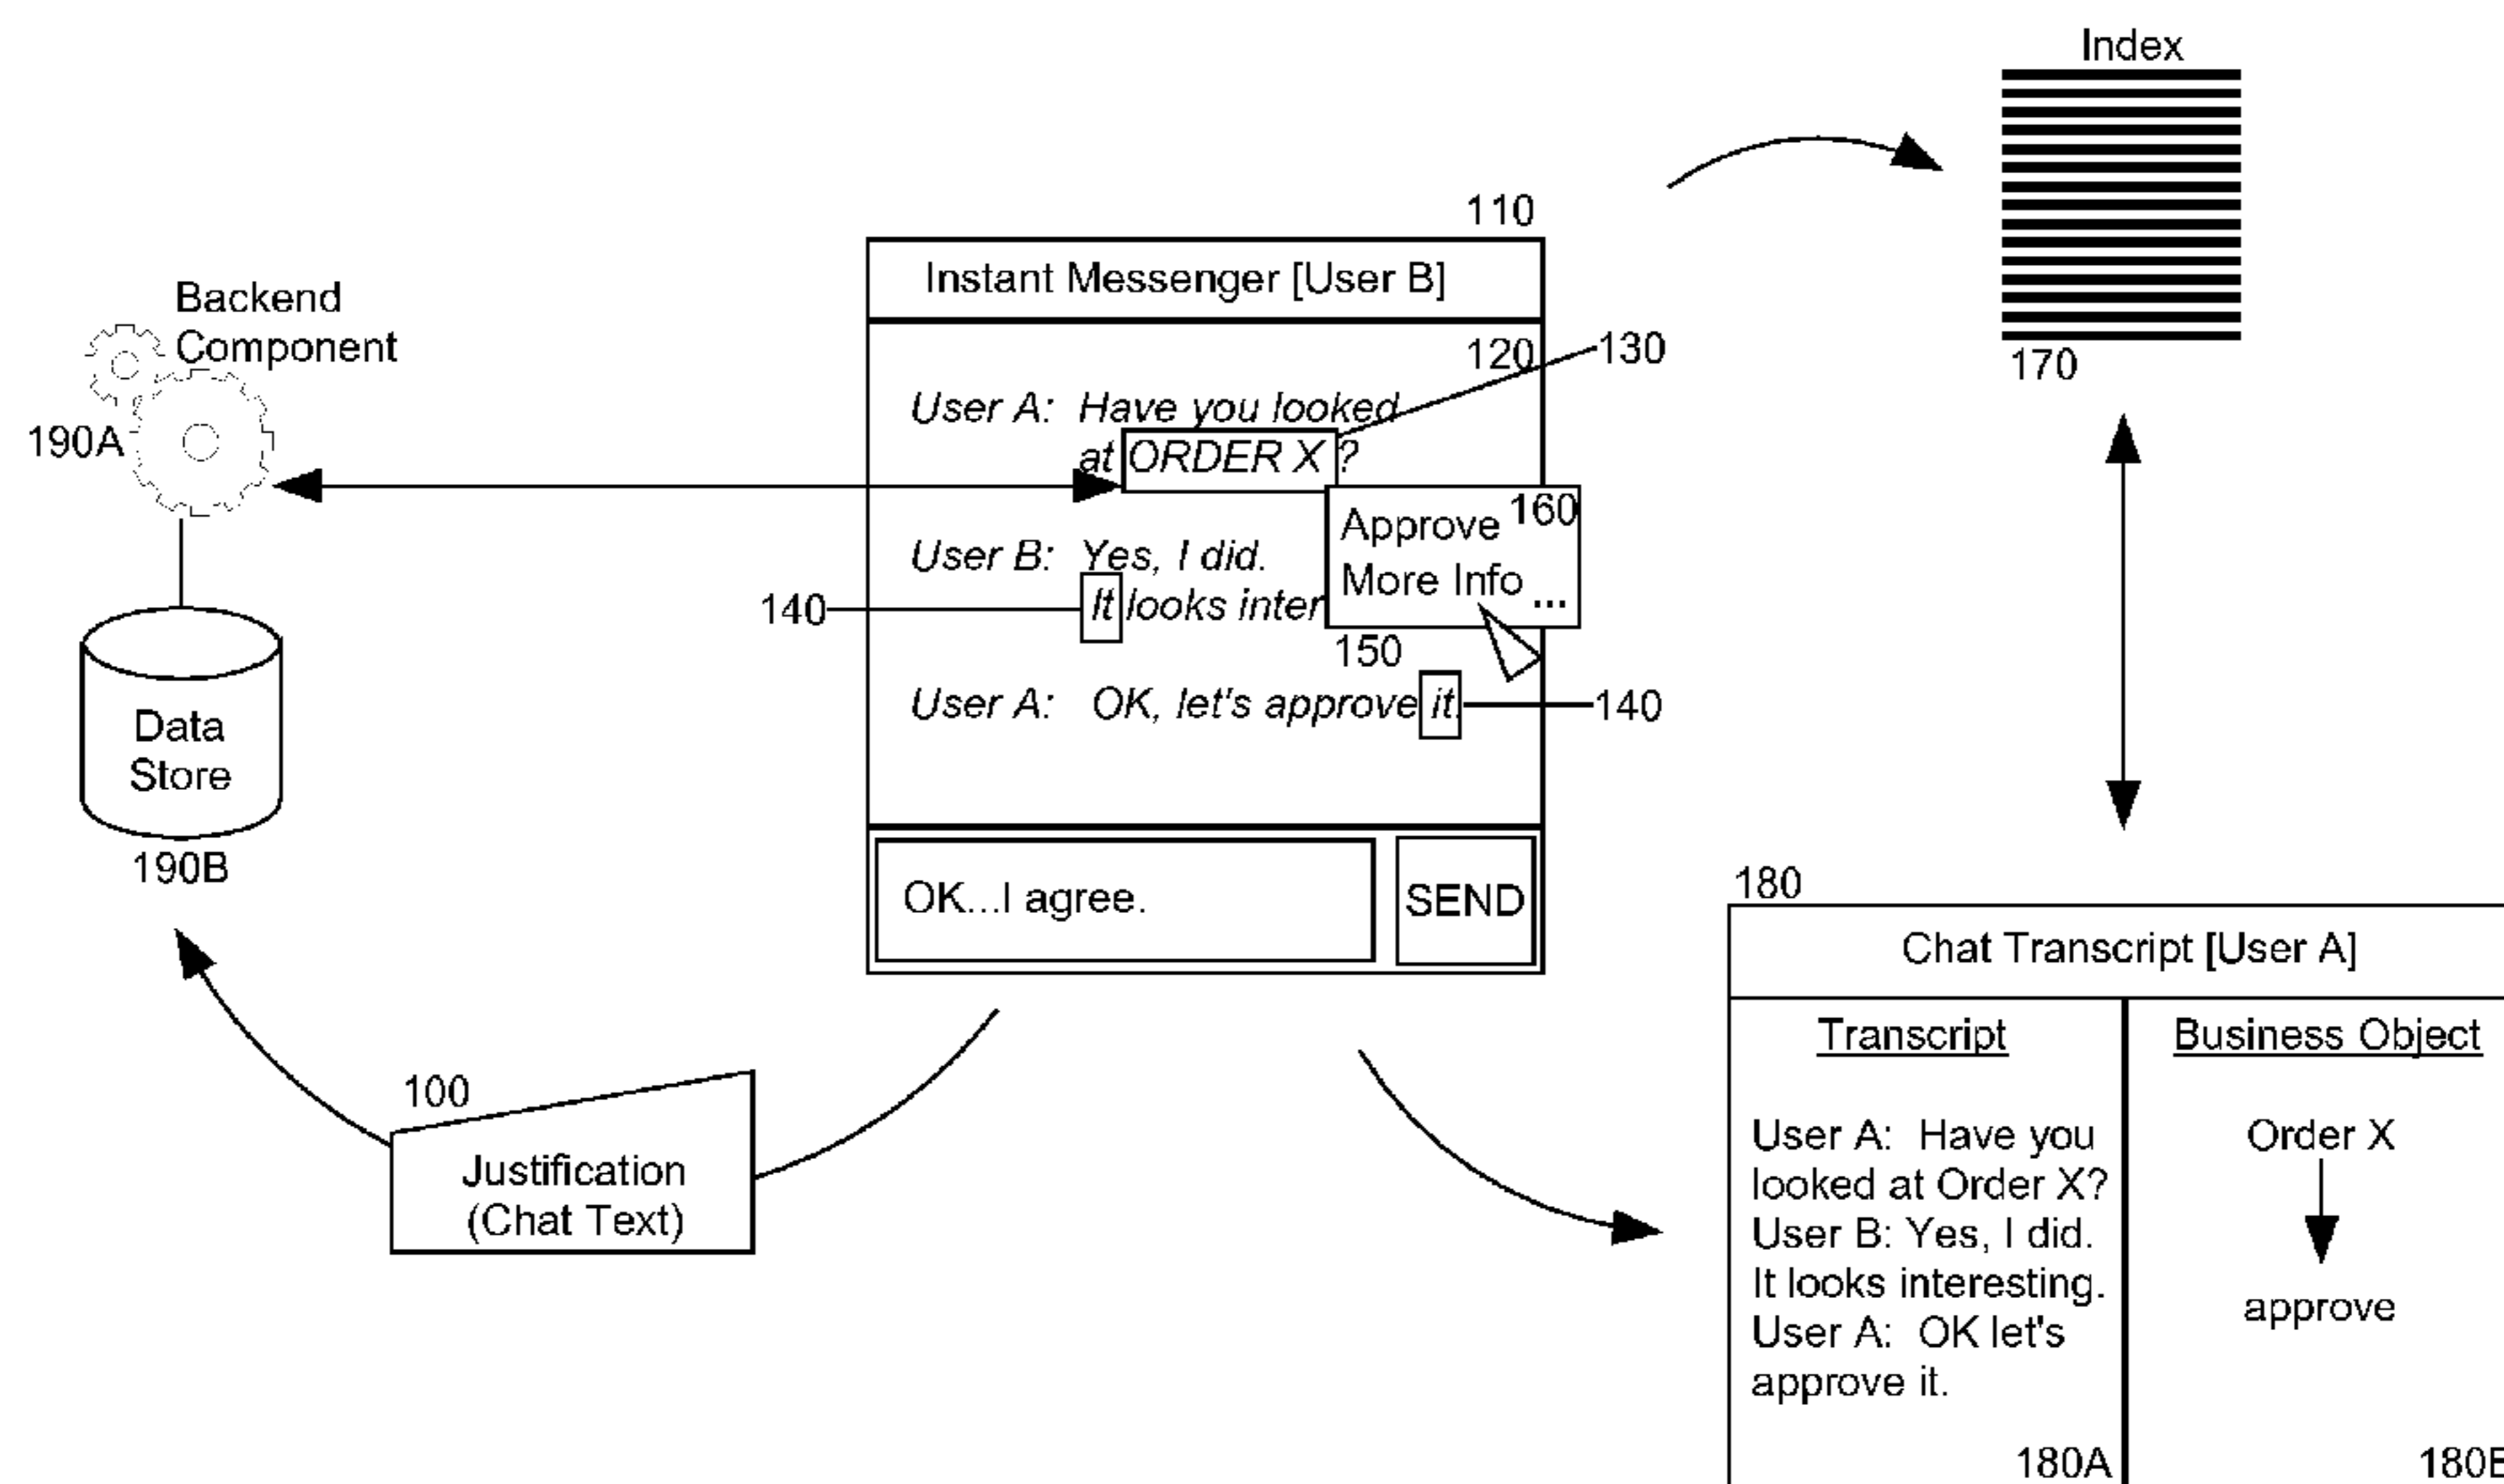 Index
170
110
Instant Messenger [User B]
120
130
User A: Have you looked
at ORDER X ?
Approve 160
More Info ...
150
User B: Yes, I did.
140
It looks inter
User A: OK, let's approve it.
140
OK...I agree.
SEND
Backend
Component
190A
Data
Store
190B
100
Justification
(Chat Text)
180
Chat Transcript [User A]
Transcript
User A: Have you
looked at Order X?
User B: Yes, I did.
It looks interesting.
User A: OK let's
approve it.
180A
Business Object
Order X
approve
180B